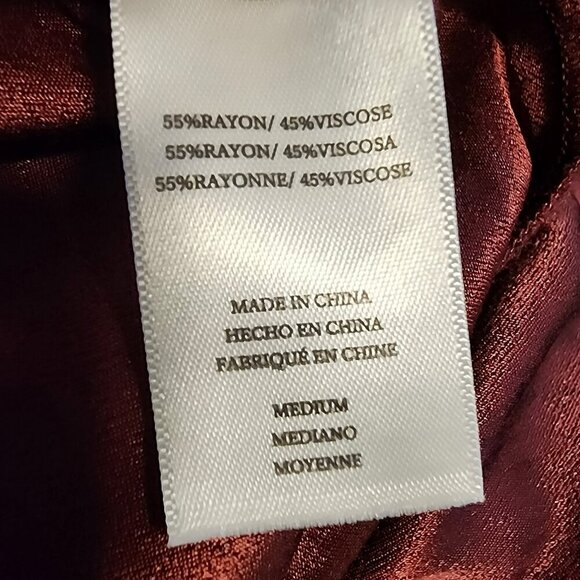 55%RAYON/ 45%VISCOSE
55%RAYON/ 45%VISCOSA
55%RAYONNE/ 45%VISCOSE
MADE IN CHINA
HECHO EN CHINA
FABRIQUÉ EN CHINE
MEDIUM
MEDIANO
MOYENNE